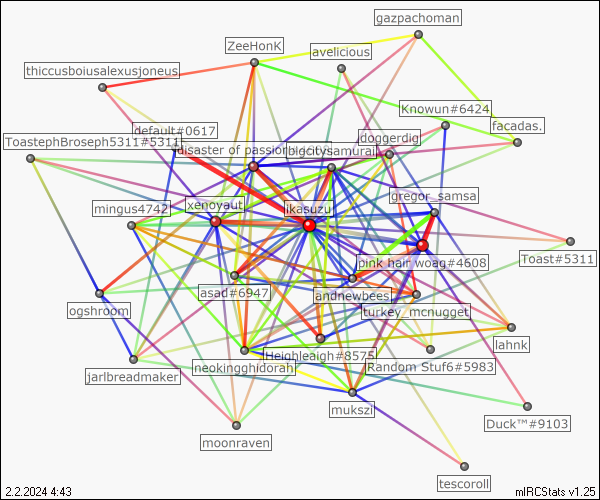 gazpachoman
ZeeHonK
avelicious
thiccusboiusalexusjoneus
Knowun#6424
facadas.
default#0617
doggerdig
ToastephBroseph5311#5311
disaster of passion
bigcitysamurai
gregor_samsa
xenoyaut
ikasuzu
mingus4742
pink hair woag#4608
Toast#5311
asad#6947
andnewbees
turkey_mcnugget
ogshroom
lahnk
Heighleigh#8575
neokingghidorah
Random Stuf6#5983
jarlbreadmaker
mukszi
Duck™#9103
moonraven
tescoroll
2.2.2024 4:43
mIRCStats v1.25